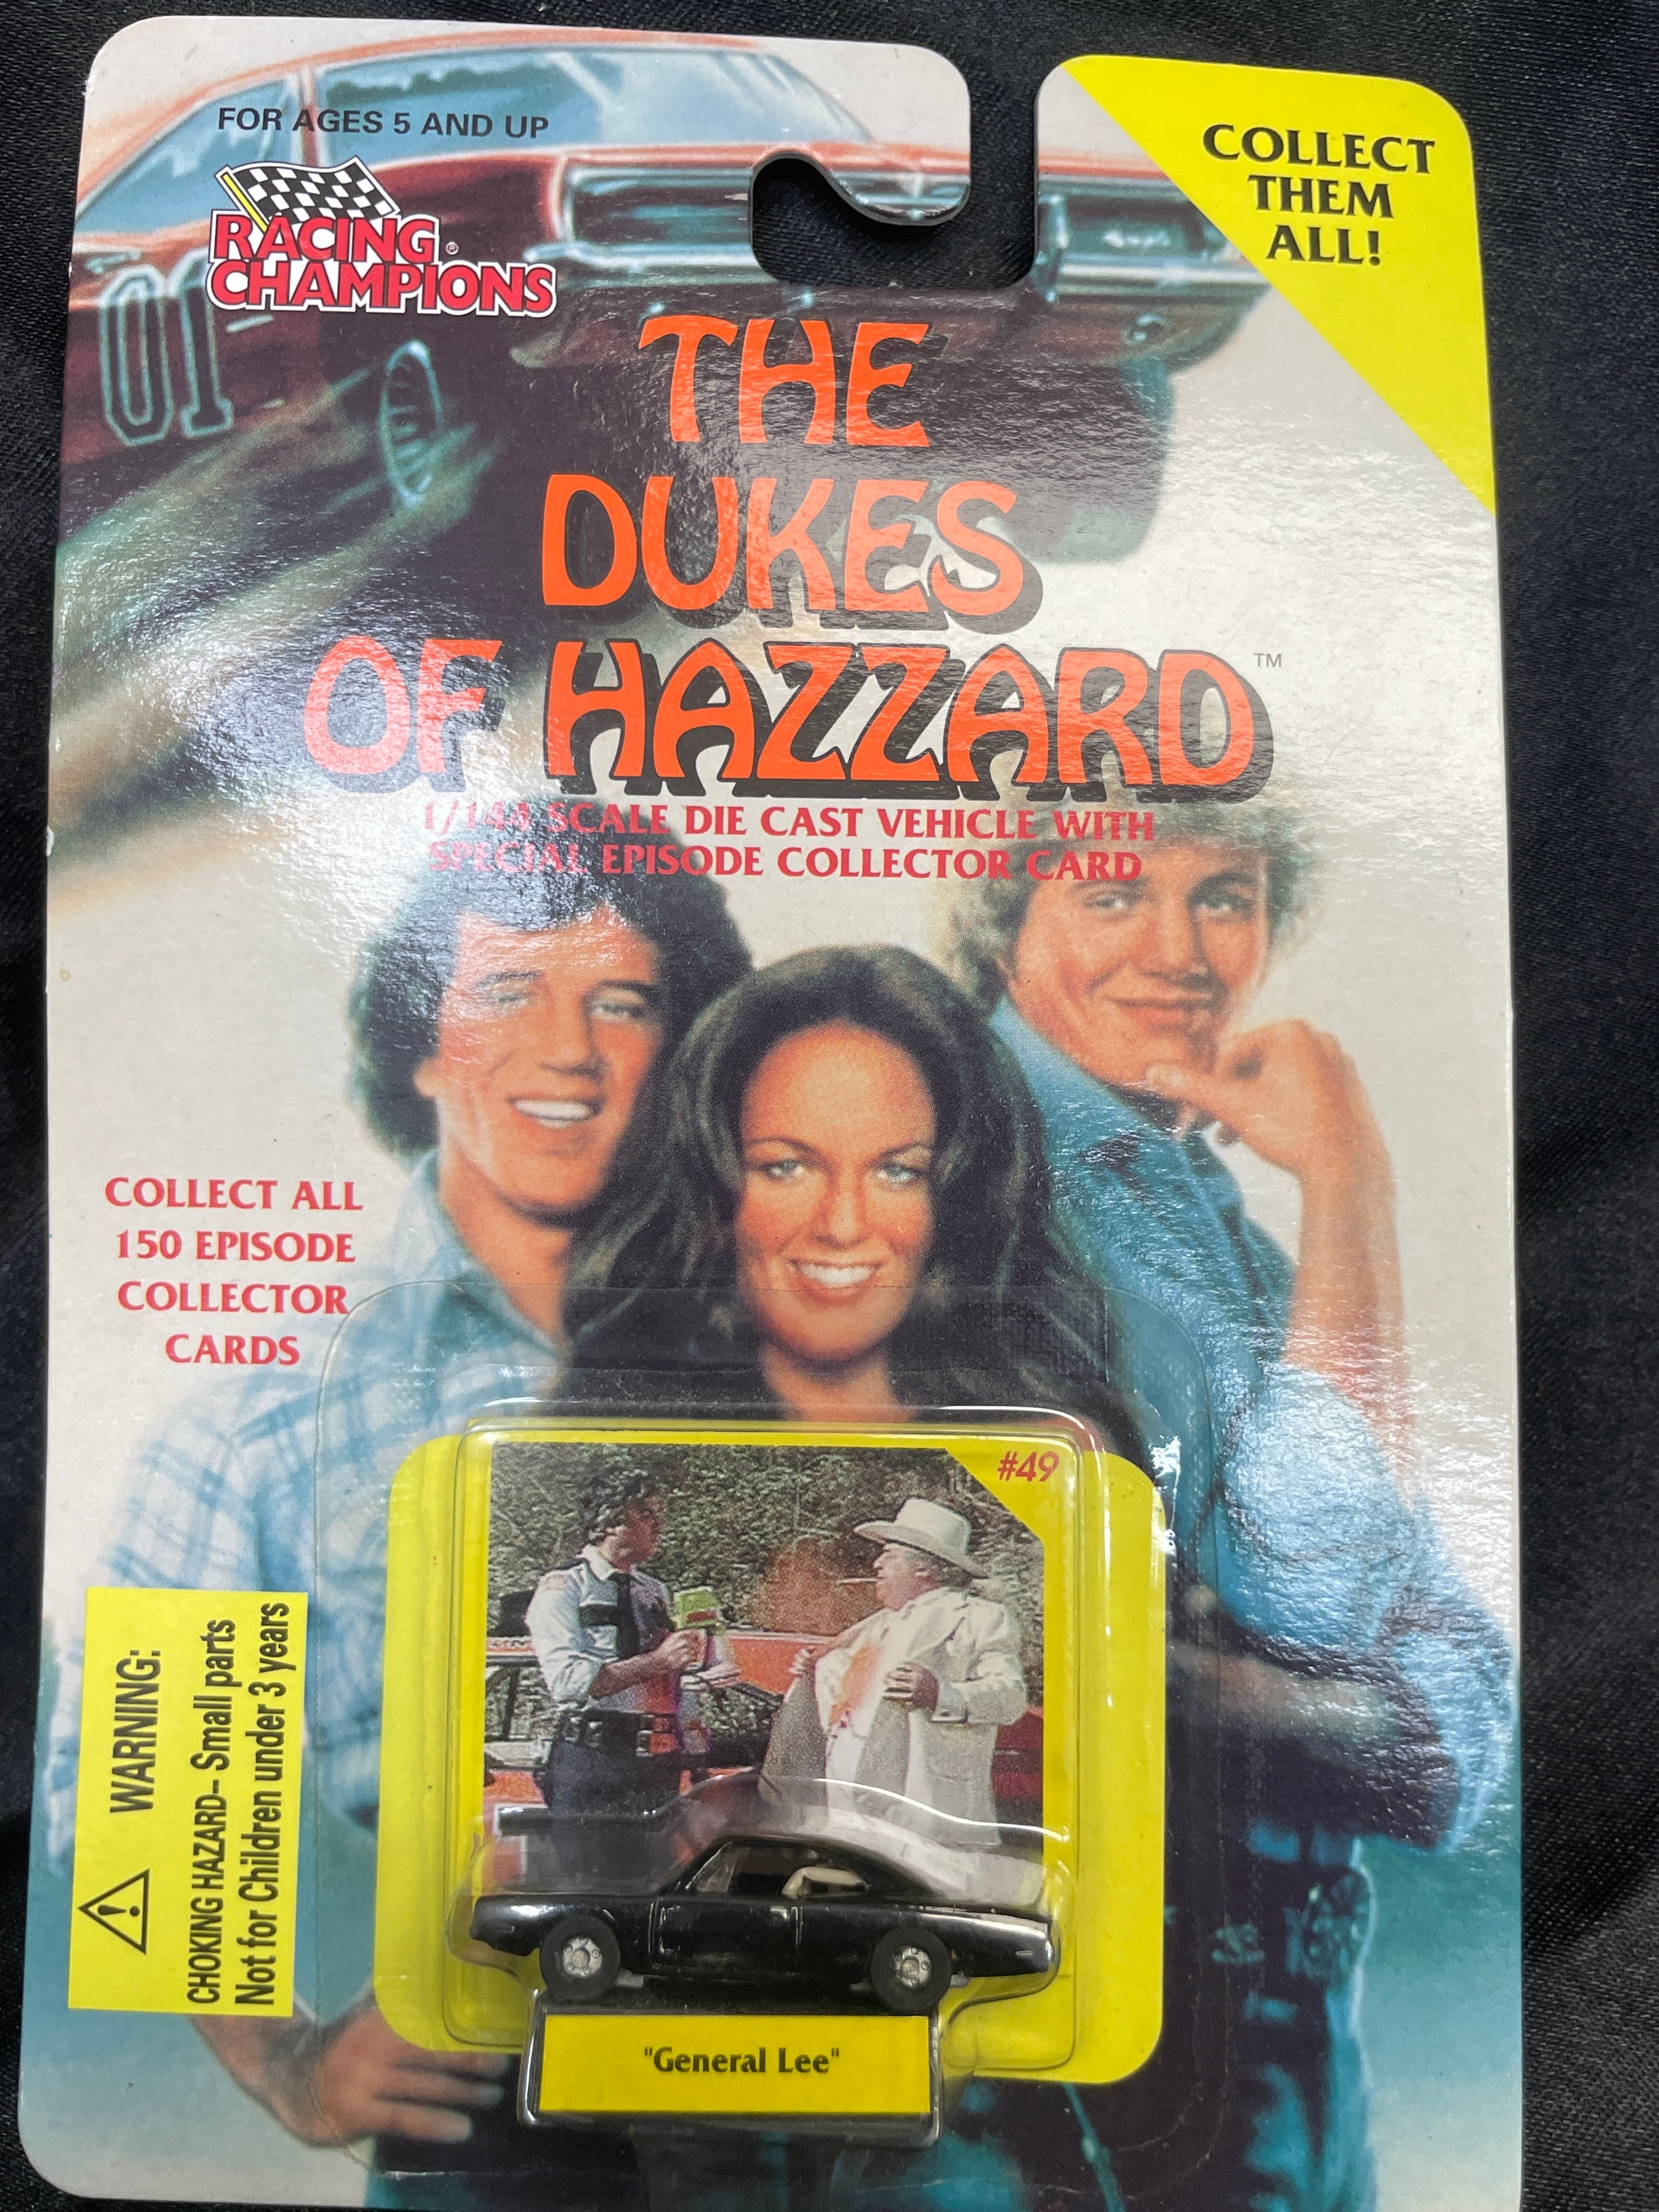 FOR AGES 5 AND UP
RACING
CHAMPIONS
®
COLLECT
THEM
ALL!
01
THE
DUKES
OF HAZZARD™
1/144 SCALE DIE CAST VEHICLE WITH
SPECIAL EPISODE COLLECTOR CARD
COLLECT ALL
150 EPISODE
COLLECTOR
CARDS
#49
WARNING:
CHOKING HAZARD- Small parts
Not for Children under 3 years
"General Lee"